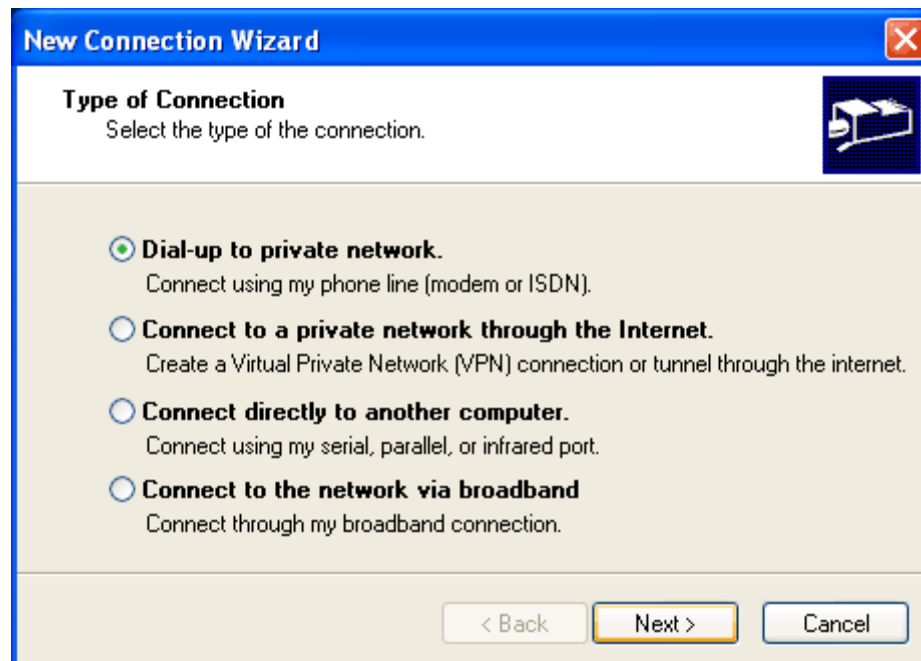 New Connection Wizard
Type of Connection
Select the type of the connection.
Dial-up to private network.
Connect using my phone line (modem or ISDN).
Connect to a private network through the Internet.
Create a Virtual Private Network (VPN) connection or tunnel through the internet.
Connect directly to another computer.
Connect using my serial, parallel, or infrared port.
Connect to the network via broadband
Connect through my broadband connection.
< Back Next > Cancel